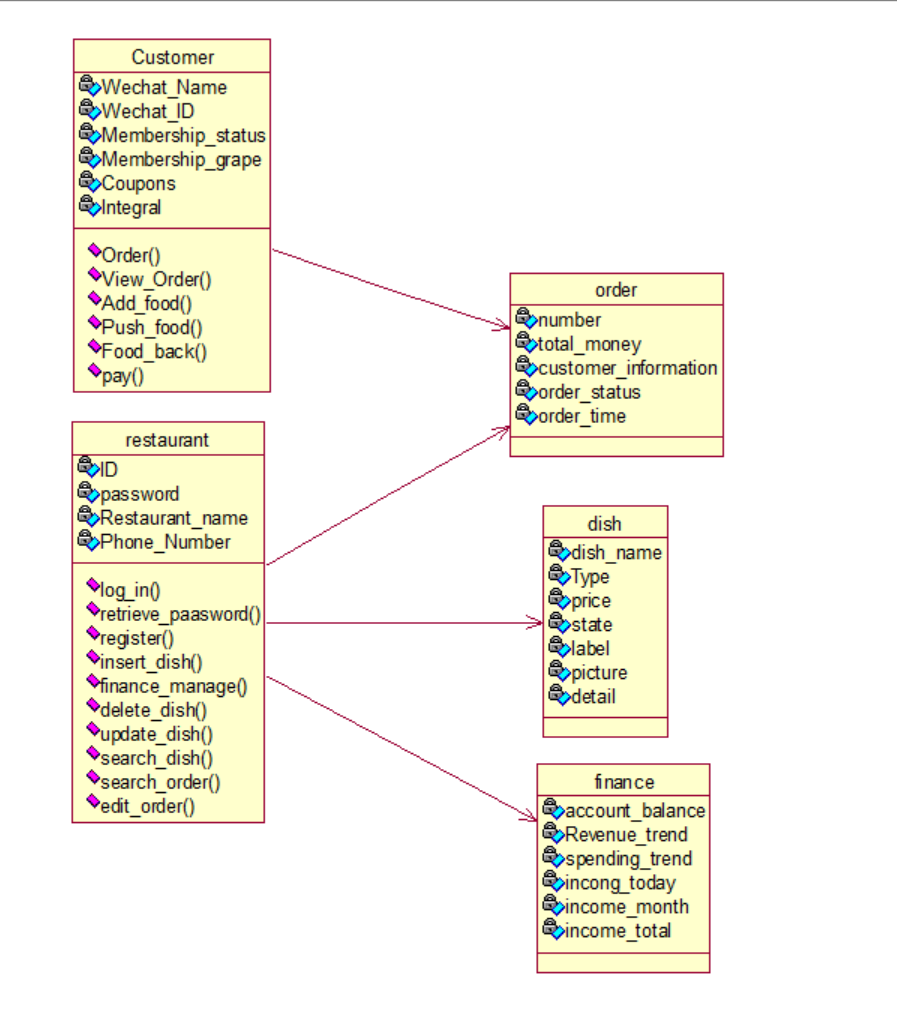 Customer
Wechat_Name
Wechat_ID
Membership_status
Membership_grape
Coupons
Integral
Order()
View_Order()
Add_food()
Push_food()
Food_back()
pay()
restaurant
ID
password
Restaurant_name
Phone_Number
log_in()
retrieve_paasword()
register()
insert_dish()
finance_manage()
delete_dish()
update_dish()
search_dish()
search_order()
edit_order()
order
number
total_money
customer_information
order_status
order_time
dish
dish_name
Type
price
state
label
picture
detail
finance
account_balance
Revenue_trend
spending_trend
incong_today
income_month
income_total